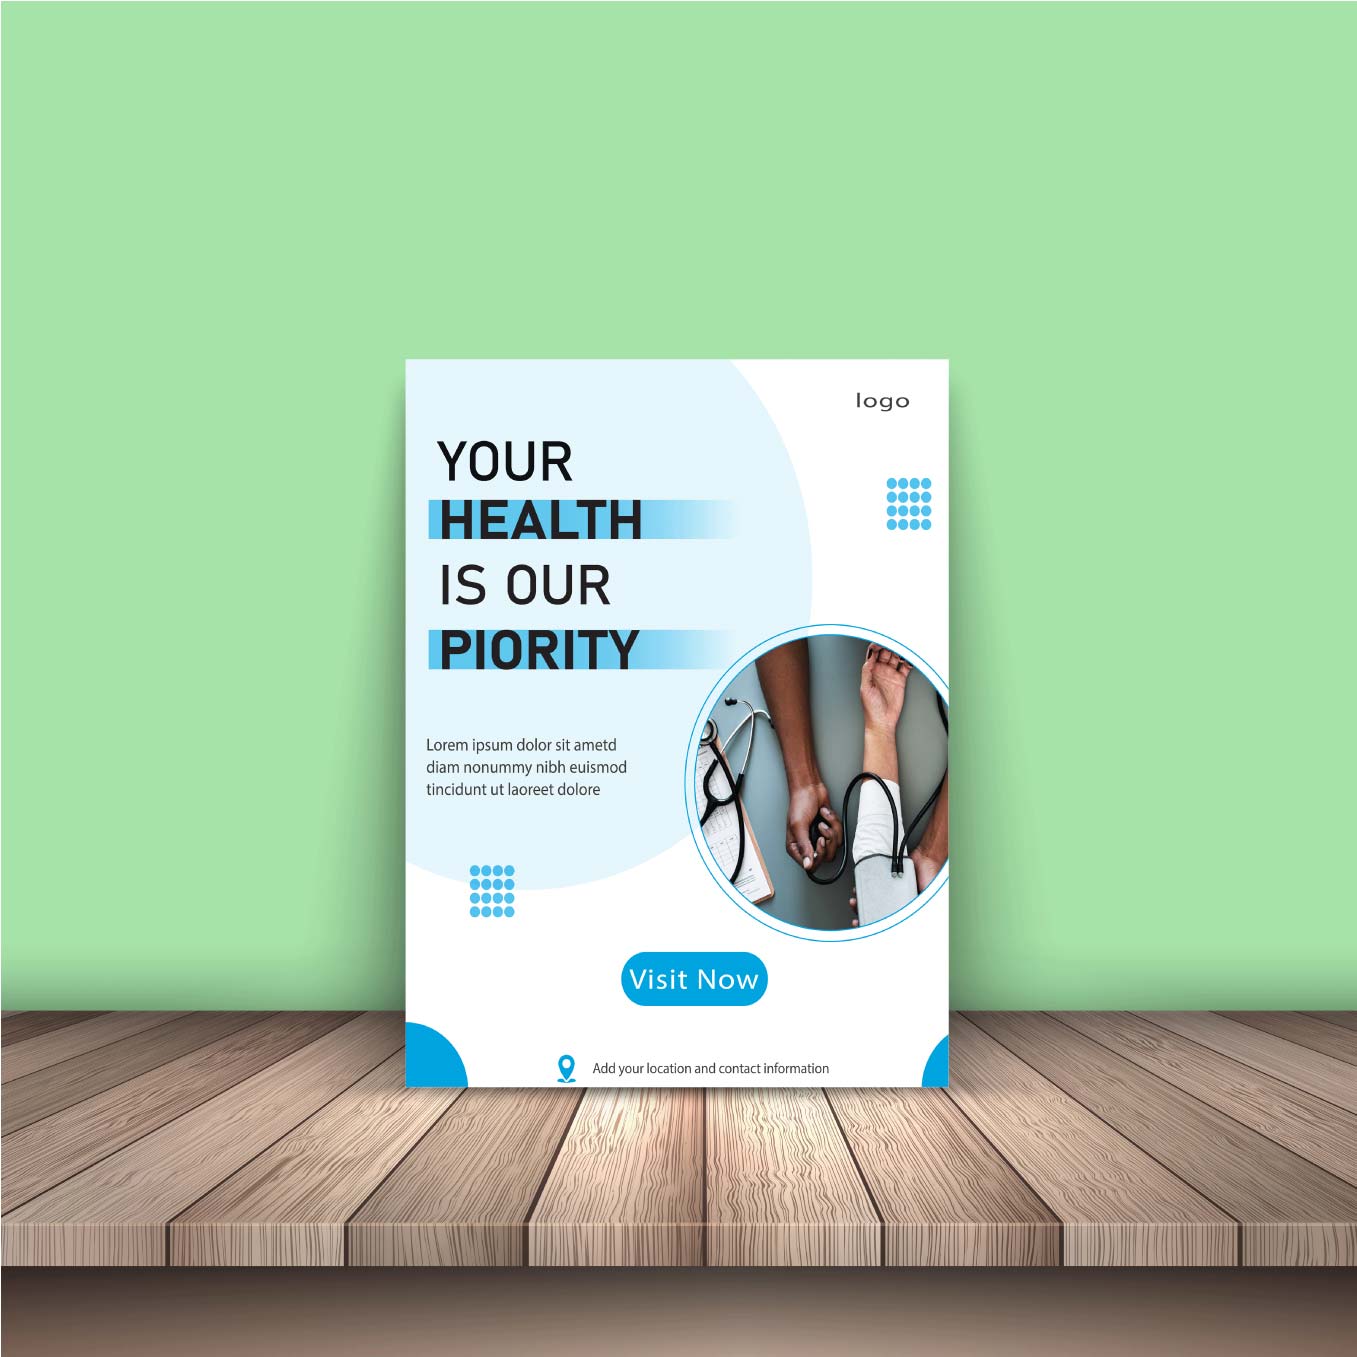 logo
YOUR
HEALTH
IS OUR
PIORITY
Lorem ipsum dolor sit ametd
diam nonummy nibh euismod
tincidunt ut laoreet dolore
Visit Now
Add your location and contact information